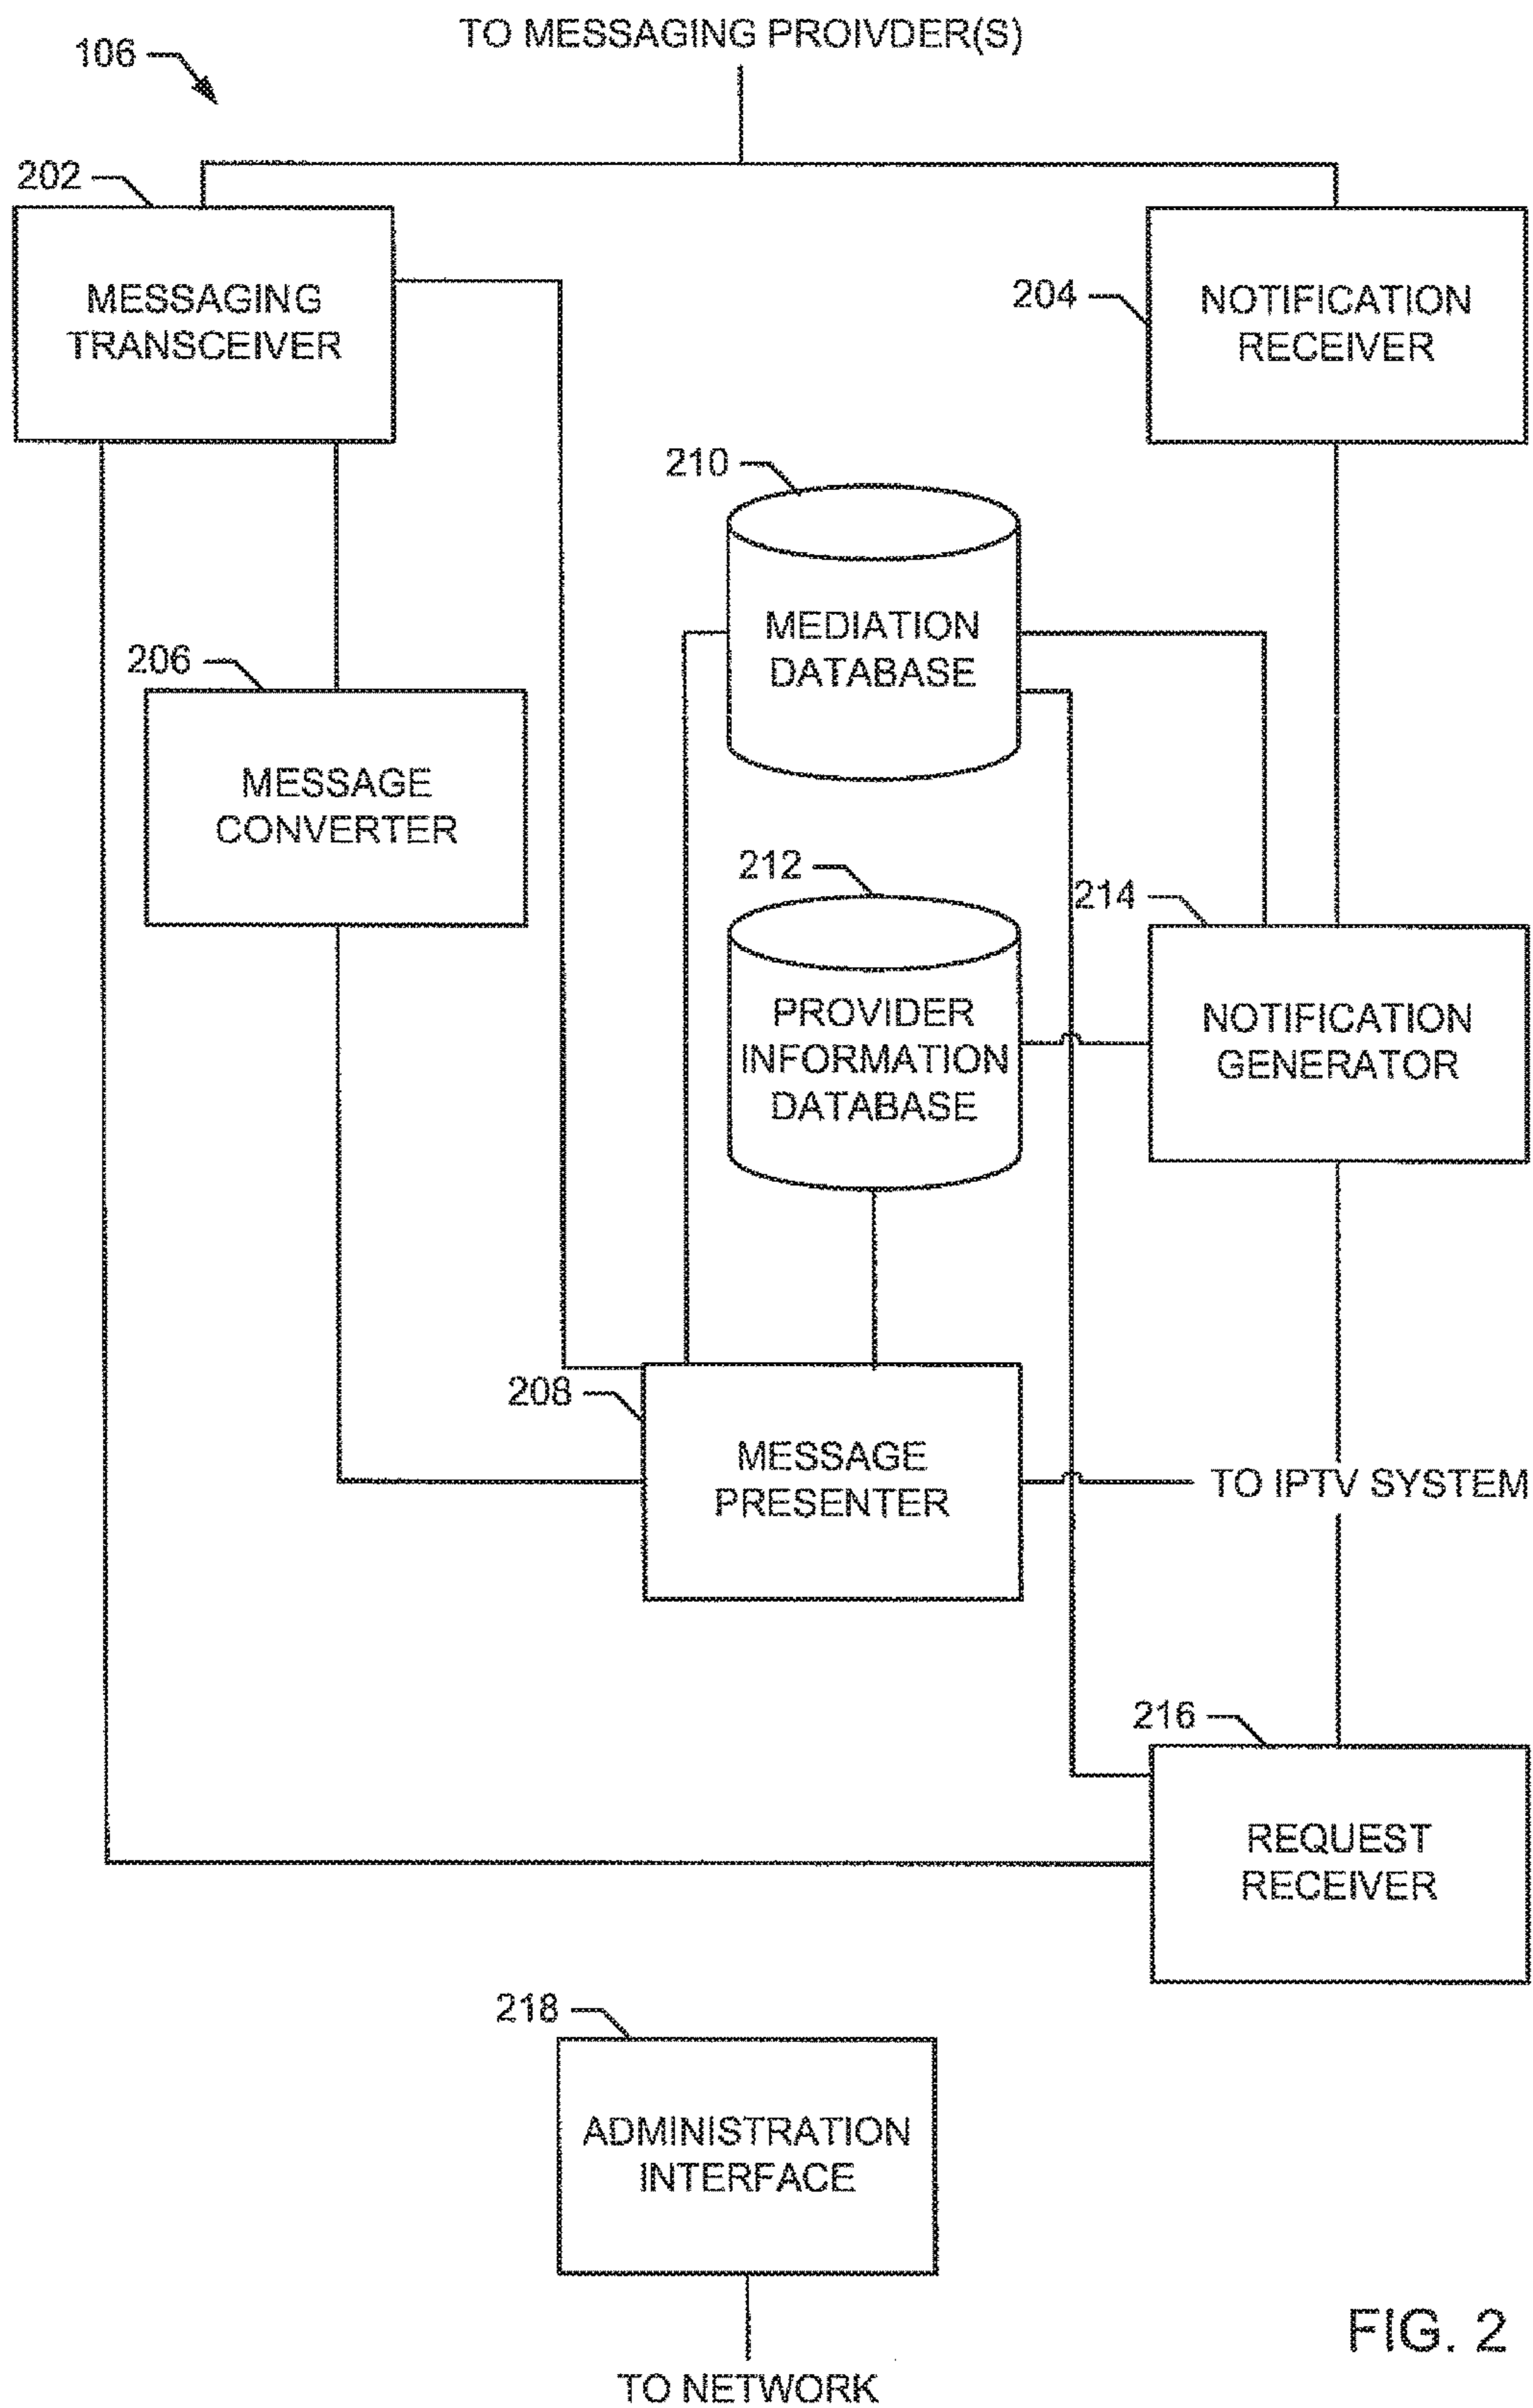 TO MESSAGING PROIVDER(S)
106
202
MESSAGING
TRANSCEIVER
204
NOTIFICATION
RECEIVER
210
MEDIATION
DATABASE
206
MESSAGE
CONVERTER
212
PROVIDER
INFORMATION
DATABASE
214
NOTIFICATION
GENERATOR
208
MESSAGE
PRESENTER
TO IPTV SYSTEM
216
REQUEST
RECEIVER
218
ADMINISTRATION
INTERFACE
TO NETWORK
FIG. 2